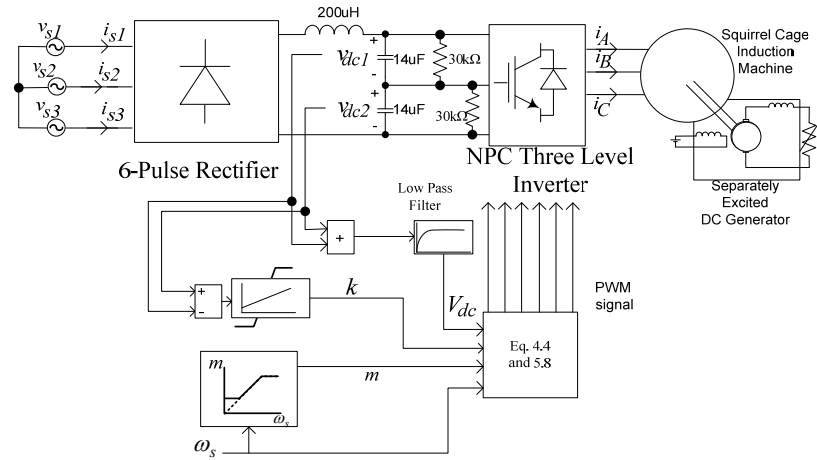 200uH
v_s1 i_s1
v_s2 i_s2
v_s3 i_s3
+
v_dc1
14uF
30kΩ
-
+
v_dc2
14uF
30kΩ
-
i_A
i_B
i_C
Squirrel Cage
Induction
Machine
6-Pulse Rectifier
NPC Three Level
Inverter
Separately
Excited
DC Generator
Low Pass
Filter
+
+
-
k
V_dc
PWM
signal
Eq. 4.4
and 5.8
m
ω_s
m
ω_s